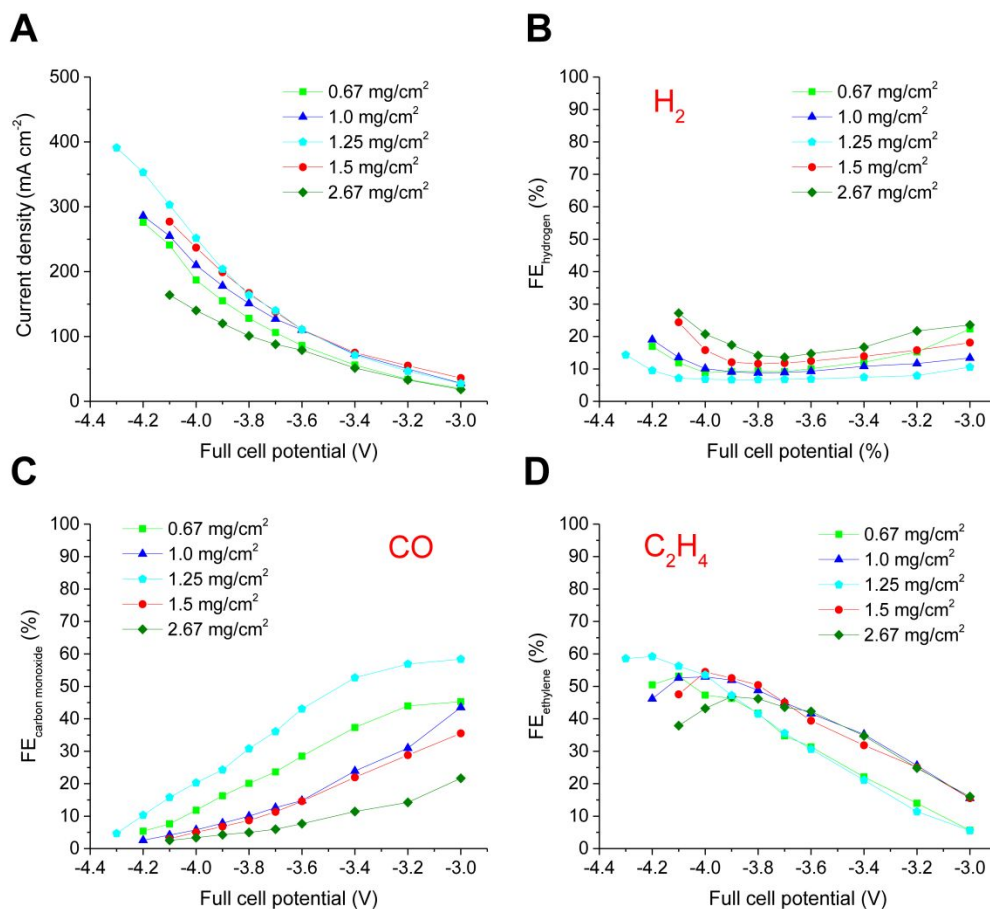 A
Current density (mA cm⁻²)
500
400
300
200
100
0
0.67 mg/cm²
1.0 mg/cm²
1.25 mg/cm²
1.5 mg/cm²
2.67 mg/cm²
-4.4 -4.2 -4.0 -3.8 -3.6 -3.4 -3.2 -3.0
Full cell potential (V)
B
FE hydrogen (%)
100
90
80
70
60
50
40
30
20
10
0
H₂
0.67 mg/cm²
1.0 mg/cm²
1.25 mg/cm²
1.5 mg/cm²
2.67 mg/cm²
-4.4 -4.2 -4.0 -3.8 -3.6 -3.4 -3.2 -3.0
Full cell potential (%)
C
FE carbon monoxide (%)
100
90
80
70
60
50
40
30
20
10
0
0.67 mg/cm²
1.0 mg/cm²
1.25 mg/cm²
1.5 mg/cm²
2.67 mg/cm²
CO
-4.4 -4.2 -4.0 -3.8 -3.6 -3.4 -3.2 -3.0
Full cell potential (V)
D
FE ethylene (%)
100
90
80
70
60
50
40
30
20
10
0
C₂H₄
0.67 mg/cm²
1.0 mg/cm²
1.25 mg/cm²
1.5 mg/cm²
2.67 mg/cm²
-4.4 -4.2 -4.0 -3.8 -3.6 -3.4 -3.2 -3.0
Full cell potential (V)